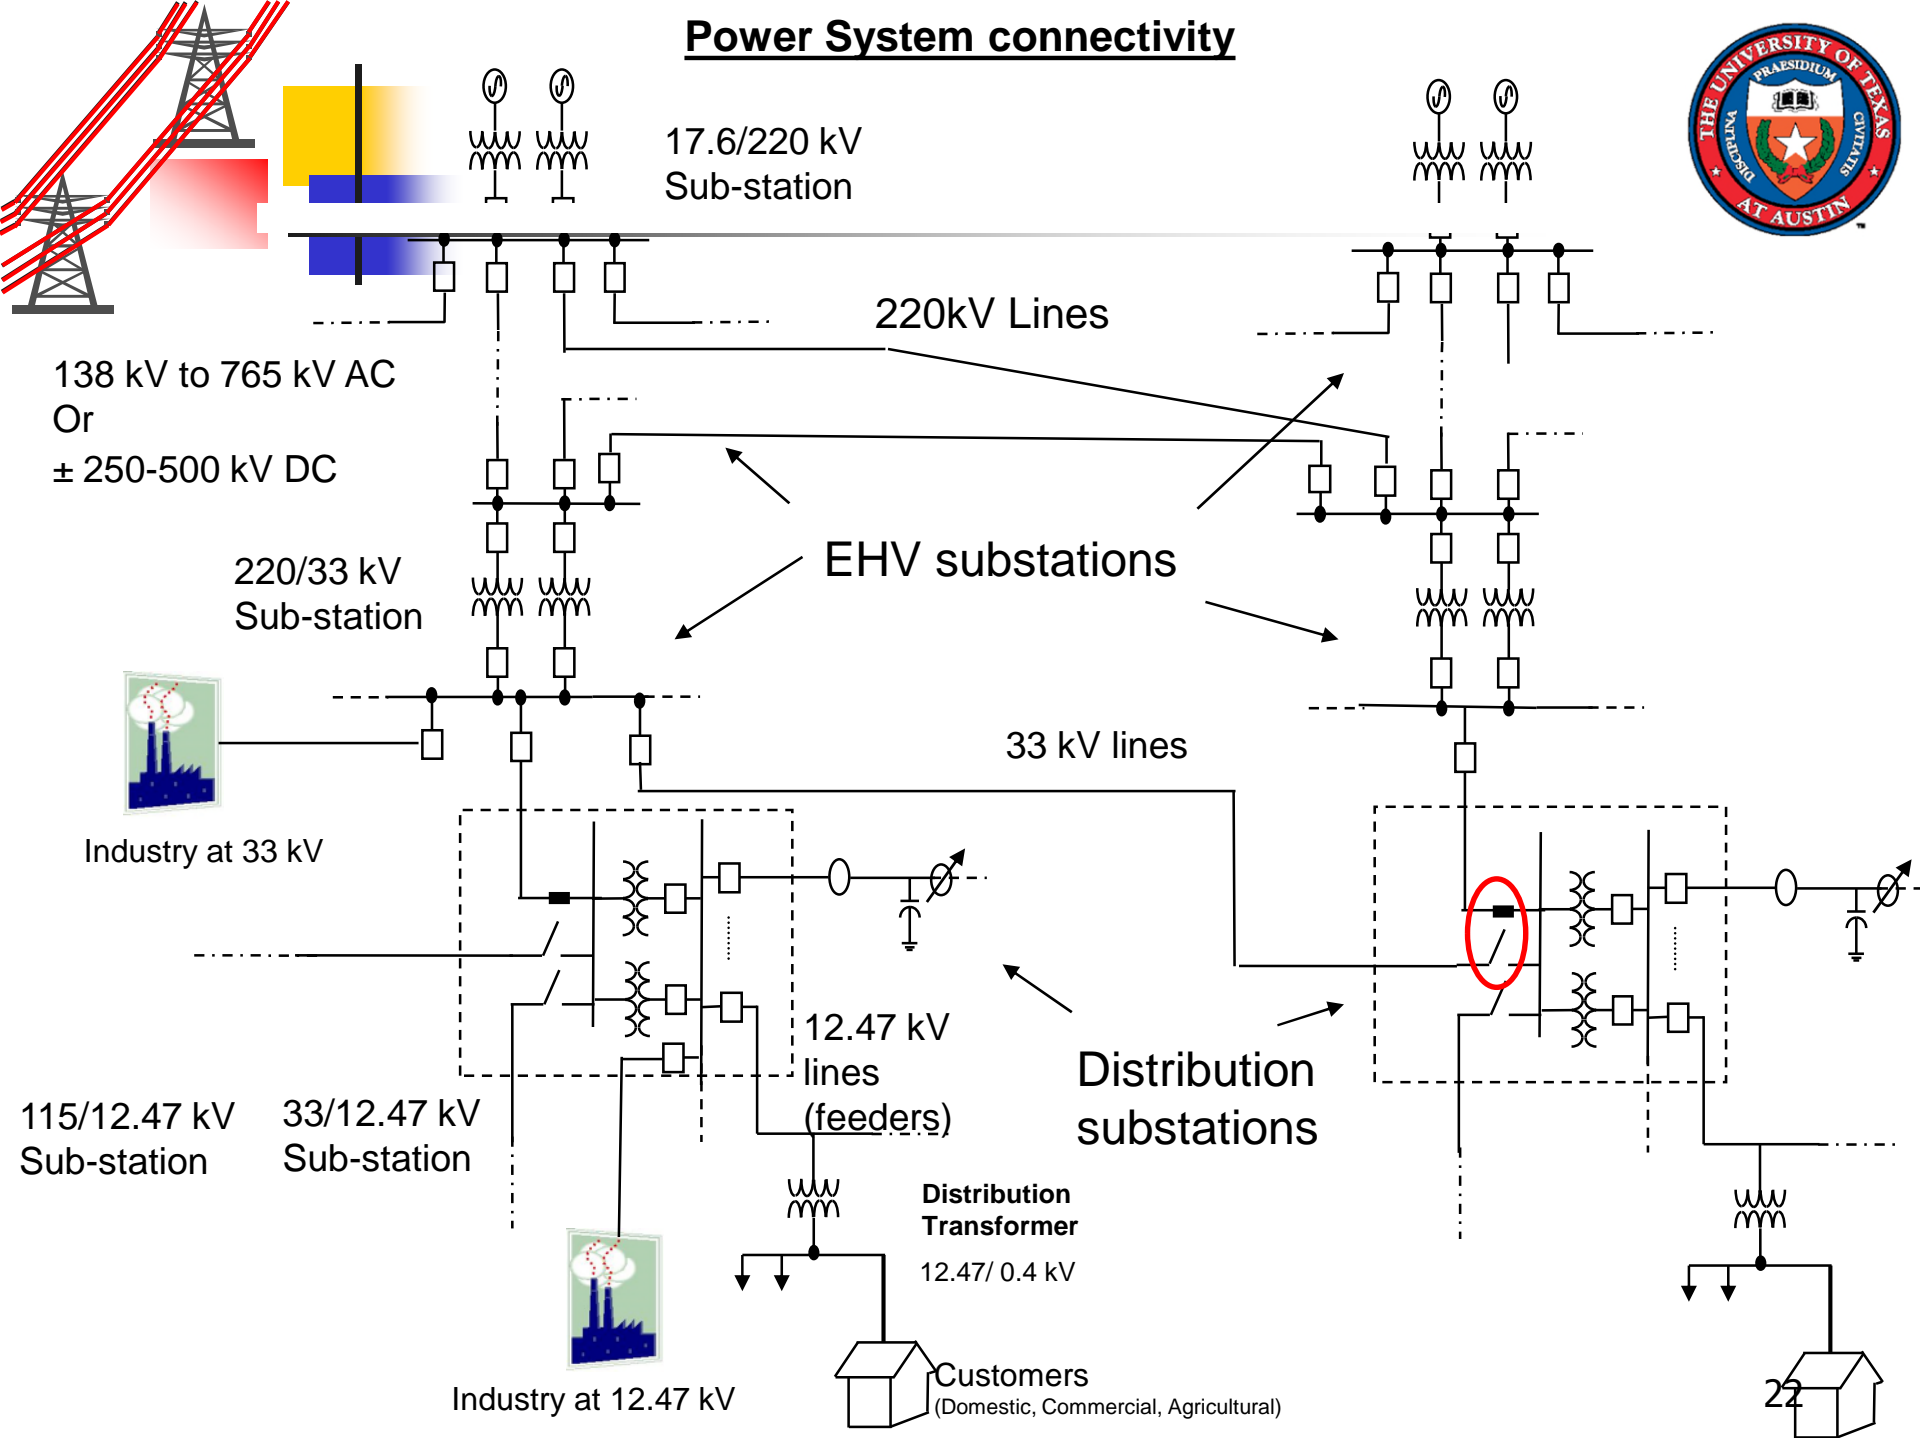 Power System connectivity
THE UNIVERSITY OF TEXAS
AT AUSTIN
PRAESIDIUM
DISCIPLINA
CIVITATIS
TM
17.6/220 kV
Sub-station
220kV Lines
138 kV to 765 kV AC
Or
± 250-500 kV DC
EHV substations
220/33 kV
Sub-station
33 kV lines
Industry at 33 kV
12.47 kV
lines
(feeders)
Distribution
substations
115/12.47 kV
Sub-station
33/12.47 kV
Sub-station
Distribution
Transformer
12.47/ 0.4 kV
Industry at 12.47 kV
Customers
(Domestic, Commercial, Agricultural)
22